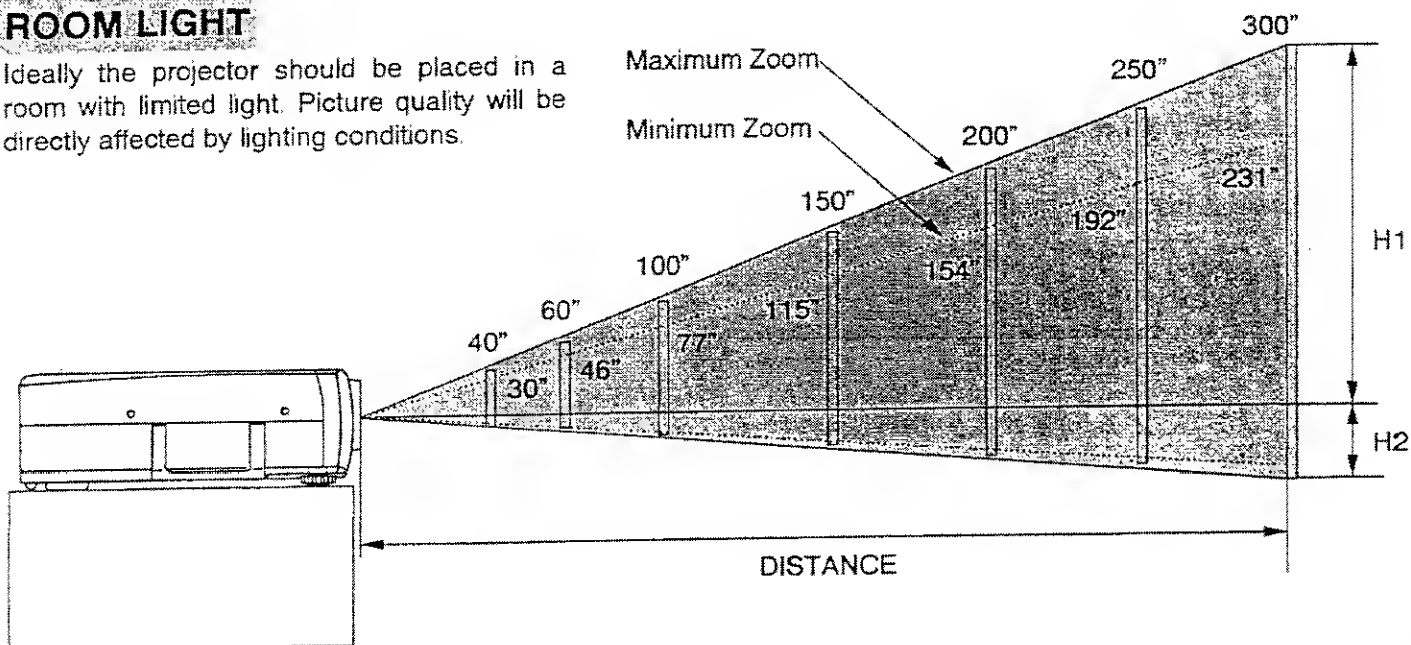 ROOM LIGHT
Ideally the projector should be placed in a
room with limited light. Picture quality will be
directly affected by lighting conditions.
Maximum Zoom
Minimum Zoom
300”
250”
200”
150”
100”
60”
40”
231”
192”
154”
115”
77”
46”
30”
H1
H2
DISTANCE